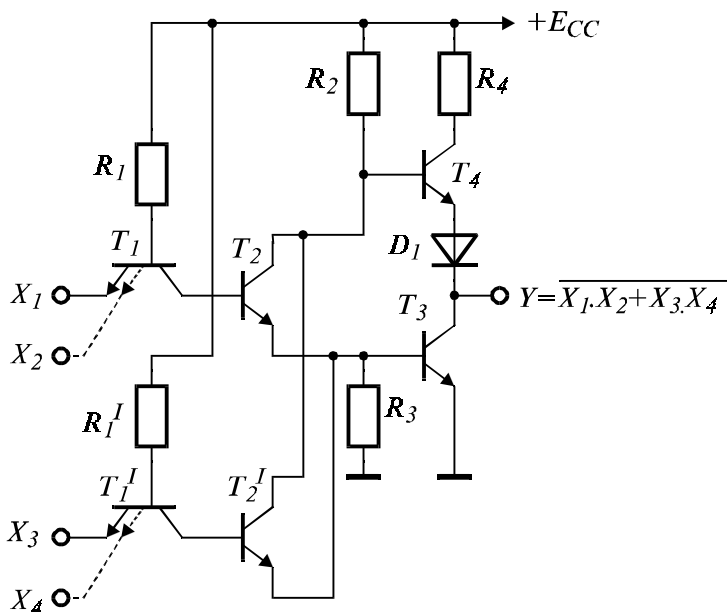 +E_CC
R_2
R_4
R_1
T_4
T_1
T_2
D_1
X_1
T_3
Y=\overline{X_1.X_2+X_3.X_4}
X_2
R_1^I
R_3
T_1^I
T_2^I
X_3
X_4